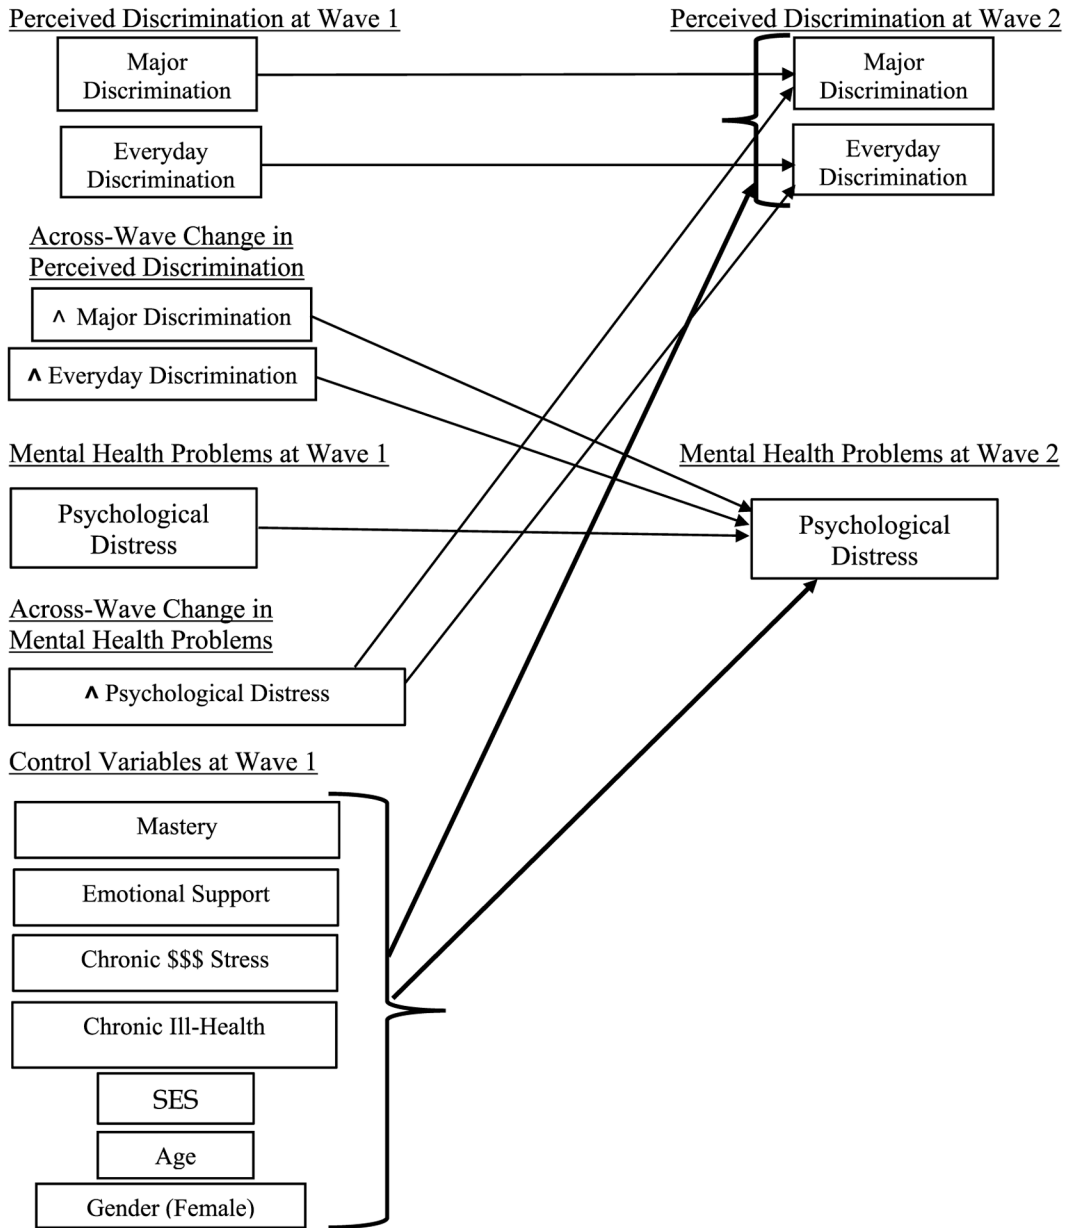 Perceived Discrimination at Wave 1
Perceived Discrimination at Wave 2
Major
Discrimination
Major
Discrimination
Everyday
Discrimination
Everyday
Discrimination
Across-Wave Change in
Perceived Discrimination
^ Major Discrimination
^ Everyday Discrimination
Mental Health Problems at Wave 1
Mental Health Problems at Wave 2
Psychological
Distress
Psychological
Distress
Across-Wave Change in
Mental Health Problems
^ Psychological Distress
Control Variables at Wave 1
Mastery
Emotional Support
Chronic $$$ Stress
Chronic Ill-Health
SES
Age
Gender (Female)